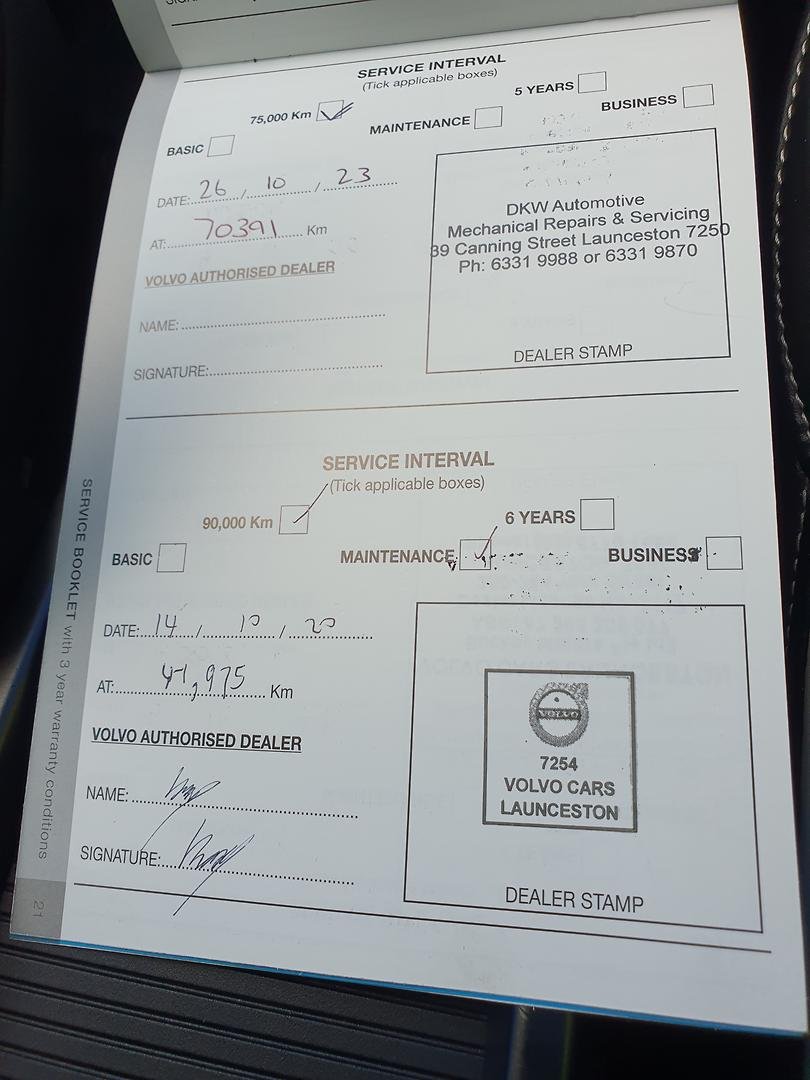 SERVICE INTERVAL
(Tick applicable boxes)
75,000 Km
5 YEARS
BASIC
MAINTENANCE
BUSINESS
DATE: 26 / 10 / 23
AT: 70391 Km
VOLVO AUTHORISED DEALER
NAME:
SIGNATURE:
DKW Automotive
Mechanical Repairs & Servicing
39 Canning Street Launceston 7250
Ph: 6331 9988 or 6331 9870
DEALER STAMP
SERVICE INTERVAL
(Tick applicable boxes)
90,000 Km
6 YEARS
BASIC
MAINTENANCE
BUSINESS
DATE: 14 / 10 / 20
AT: 41,975 Km
VOLVO AUTHORISED DEALER
NAME:
SIGNATURE:
VOLVO
7254
VOLVO CARS
LAUNCESTON
DEALER STAMP
SERVICE BOOKLET with 3 year warranty conditions
21